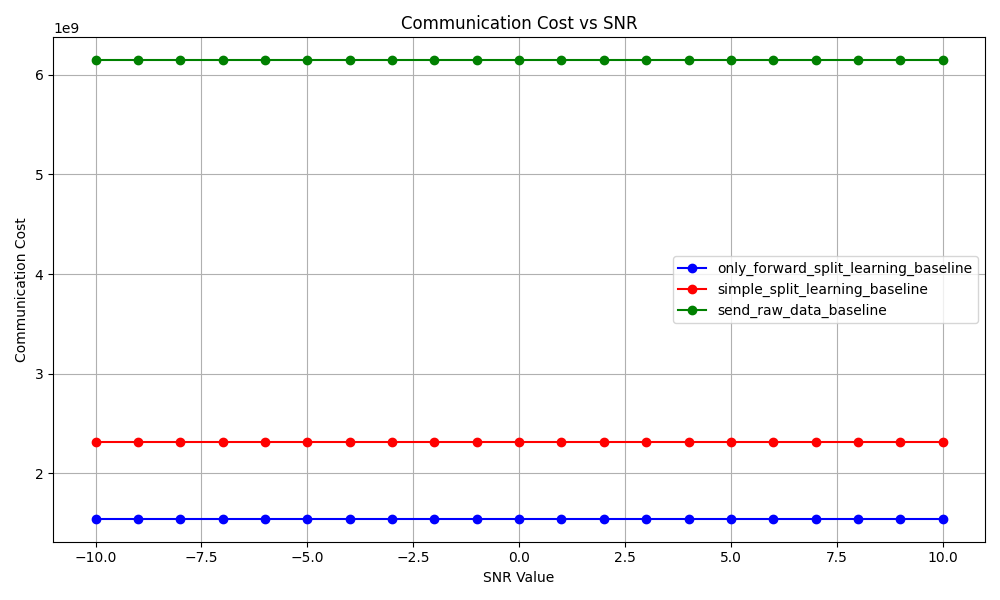 Communication Cost vs SNR
1e9
6
5
4
3
2
Communication Cost
only_forward_split_learning_baseline
simple_split_learning_baseline
send_raw_data_baseline
−10.0 −7.5 −5.0 −2.5 0.0 2.5 5.0 7.5 10.0
SNR Value